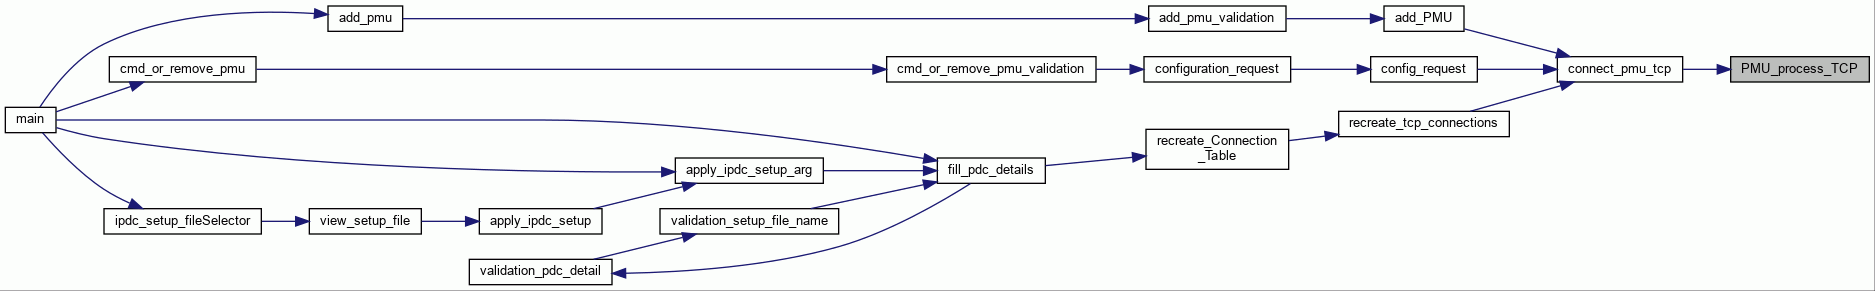 add_pmu
add_pmu_validation
add_PMU
cmd_or_remove_pmu
cmd_or_remove_pmu_validation
configuration_request
config_request
connect_pmu_tcp
PMU_process_TCP
main
recreate_tcp_connections
recreate_Connection
_Table
apply_ipdc_setup_arg
fill_pdc_details
ipdc_setup_fileSelector
view_setup_file
apply_ipdc_setup
validation_setup_file_name
validation_pdc_detail